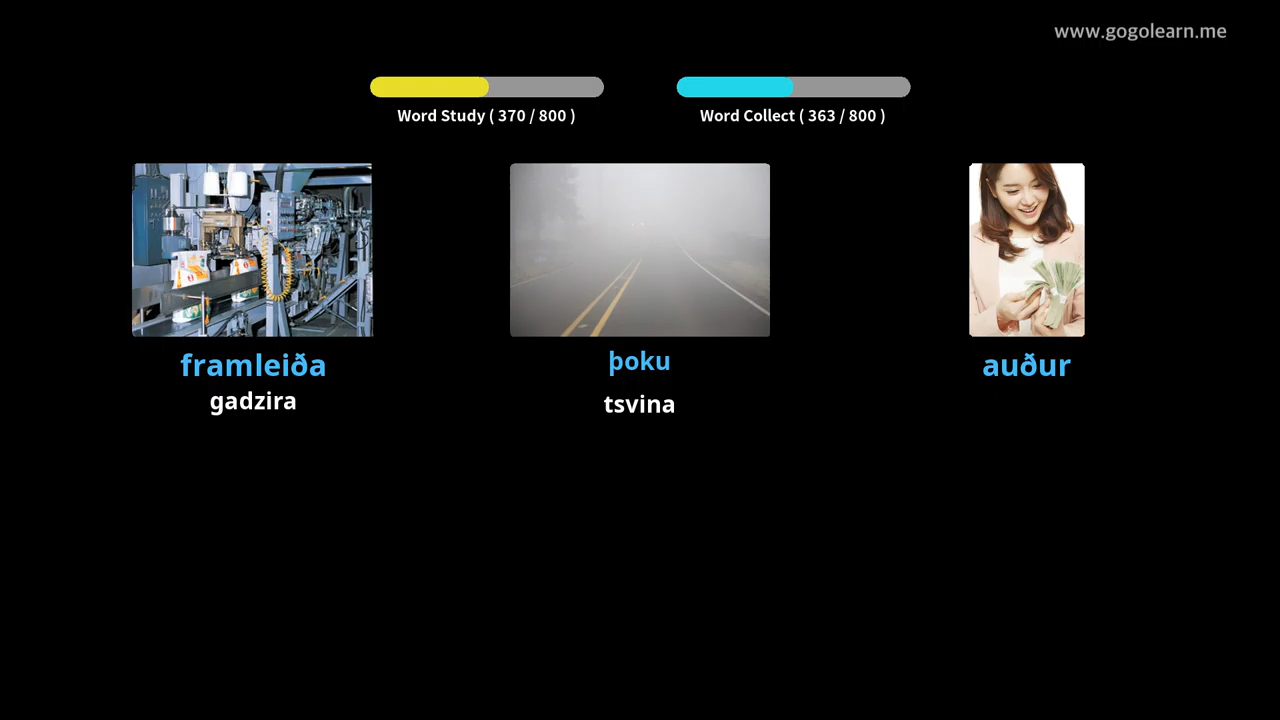 www.gogolearn.me
Word Study ( 370 / 800 )
Word Collect ( 363 / 800 )
framleiða
gadzira
þoku
tsvina
auður